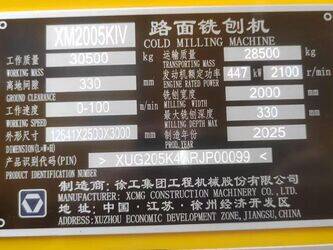 路面铣刨机
XM2005KIV
COLD MILLING MACHINE
工作质量 30500 kg 运输质量 28500 kg
WORKING MASS TRANSPORTING MASS
离地间隙 330 mm 发动机额定功率 447 kW 2100 r/min
GROUND CLEARANCE ENGINE RATED POWER
工作速度 0-100 m/min 铣刨宽度 2000 mm
WORKING SPEED MILLING WIDTH
最大铣刨深度 330 mm
MILLING DEPTH MAX
外形尺寸 12641X2500X3000 mm 制造年份 2025
DIMENSION(L×W×H) MANUFACTURING YEAR
产品识别代码(PIN) XUG205K4 RJP00099
PRODUCT IDENTIFICATION NUMBER
制造商:徐工集团工程机械股份有限公司
MANUFACTURER: XCMG CONSTRUCTION MACHINERY CO., LTD.
地址:中国·江苏·徐州经济开发区
ADDRESS: XUZHOU ECONOMY DEVELOPMENT ZONE, JIANGSU, CHINA